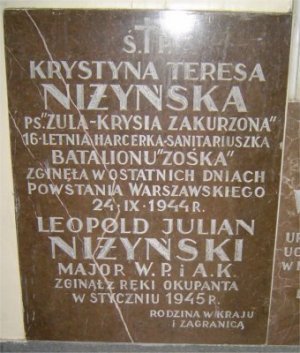 Ś.†P.
KRYSTYNA TERESA
NIŻYŃSKA
PS."ZULA-KRYSIA ZAKURZONA"
16-LETNIA HARCERKA-SANITARIUSZKA
BATALIONU "ZOŚKA"
ZGINĘŁA W OSTATNICH DNIACH
POWSTANIA WARSZAWSKIEGO
24.IX.1944 R.
LEOPOLD JULIAN
NIŻYŃSKI
MAJOR W.P. i A.K.
ZGINĄŁ Z RĘKI OKUPANTA
W STYCZNIU 1945 R.
RODZINA W KRAJU
I ZAGRANICĄ